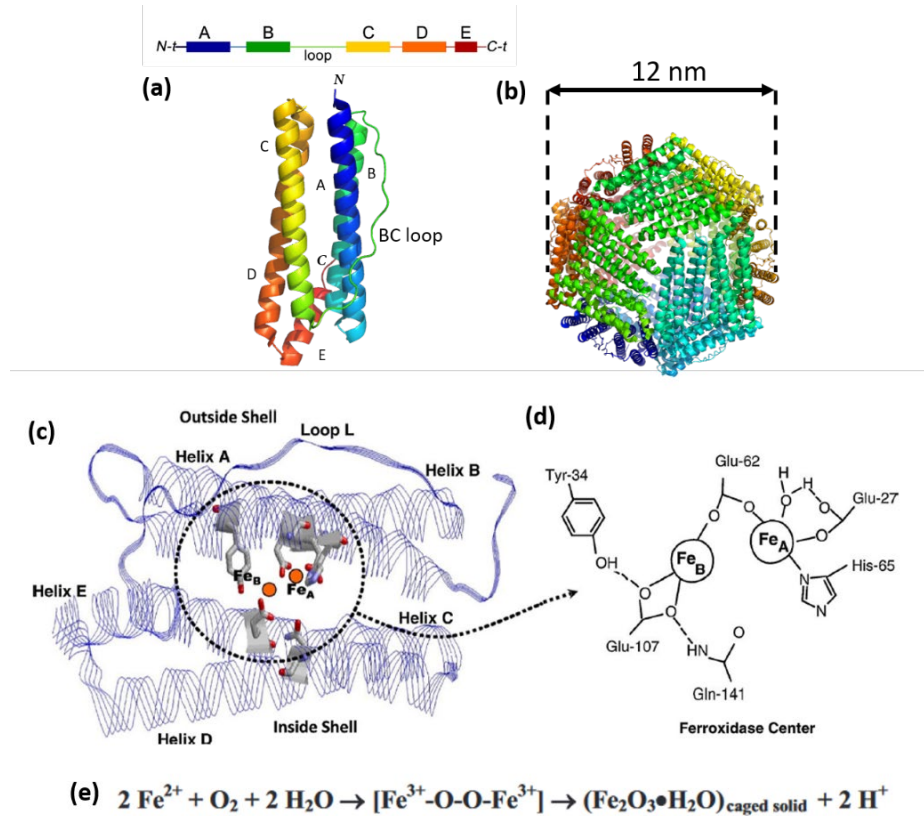 N-t A B loop C D E C-t
(a)
N
C
A
B
BC loop
D
C
E
(b)
12 nm
(c)
Outside Shell
Loop L
Helix A
Helix B
Fe_B
Fe_A
Helix E
Helix C
Helix D
Inside Shell
(d)
Glu-62
Tyr-34
H
O H
O
Glu-27
O
O
O
Fe_B
Fe_A
OH
O
His-65
N
N
H
O
Glu-107
HN
O
Gln-141
Ferroxidase Center
(e) 2 Fe²⁺ + O₂ + 2 H₂O → [Fe³⁺-O-O-Fe³⁺] → (Fe₂O₃•H₂O)caged solid + 2 H⁺